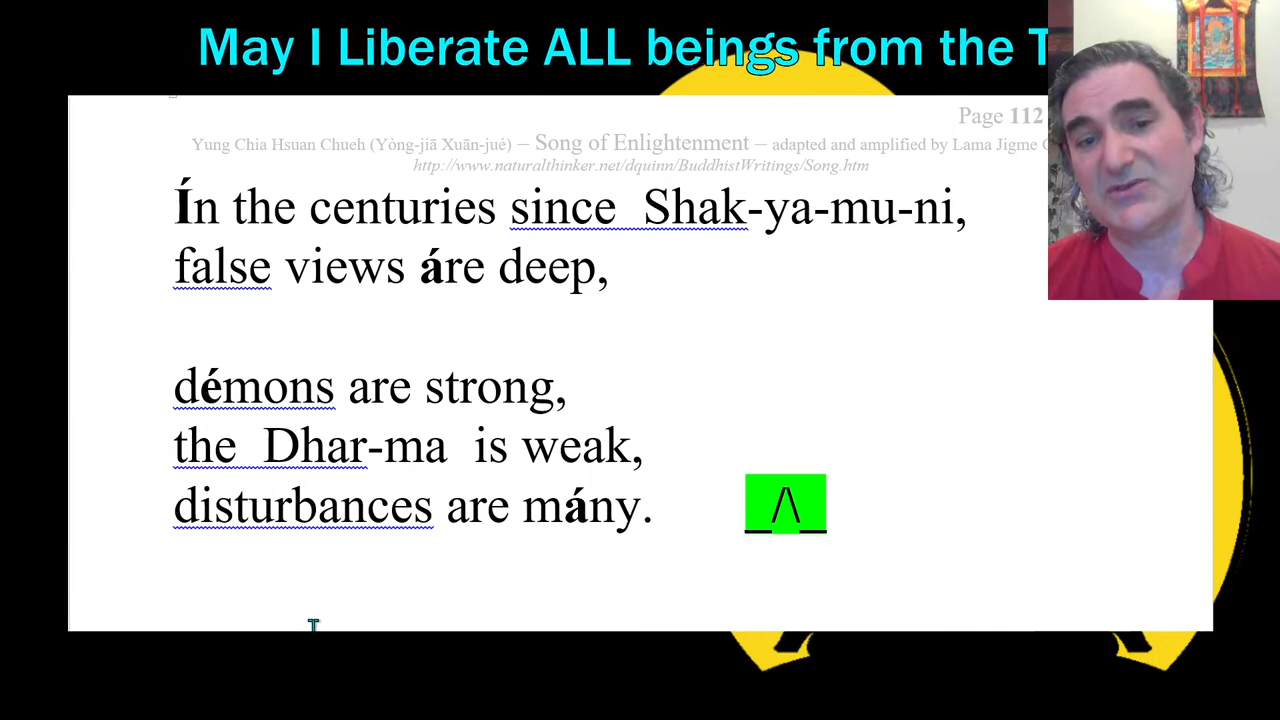 May I Liberate ALL beings from the T
Page 112
Yung Chia Hsuan Chueh (Yòng-jiā Xuān-jué) – Song of Enlightenment – adapted and amplified by Lama Jigme
http://www.naturalthinker.net/dquinn/BuddhistWritings/Song.htm
Ín the centuries since Shak-ya-mu-ni,
false views áre deep,
démons are strong,
the Dhar-ma is weak,
disturbances are mány. _/\_